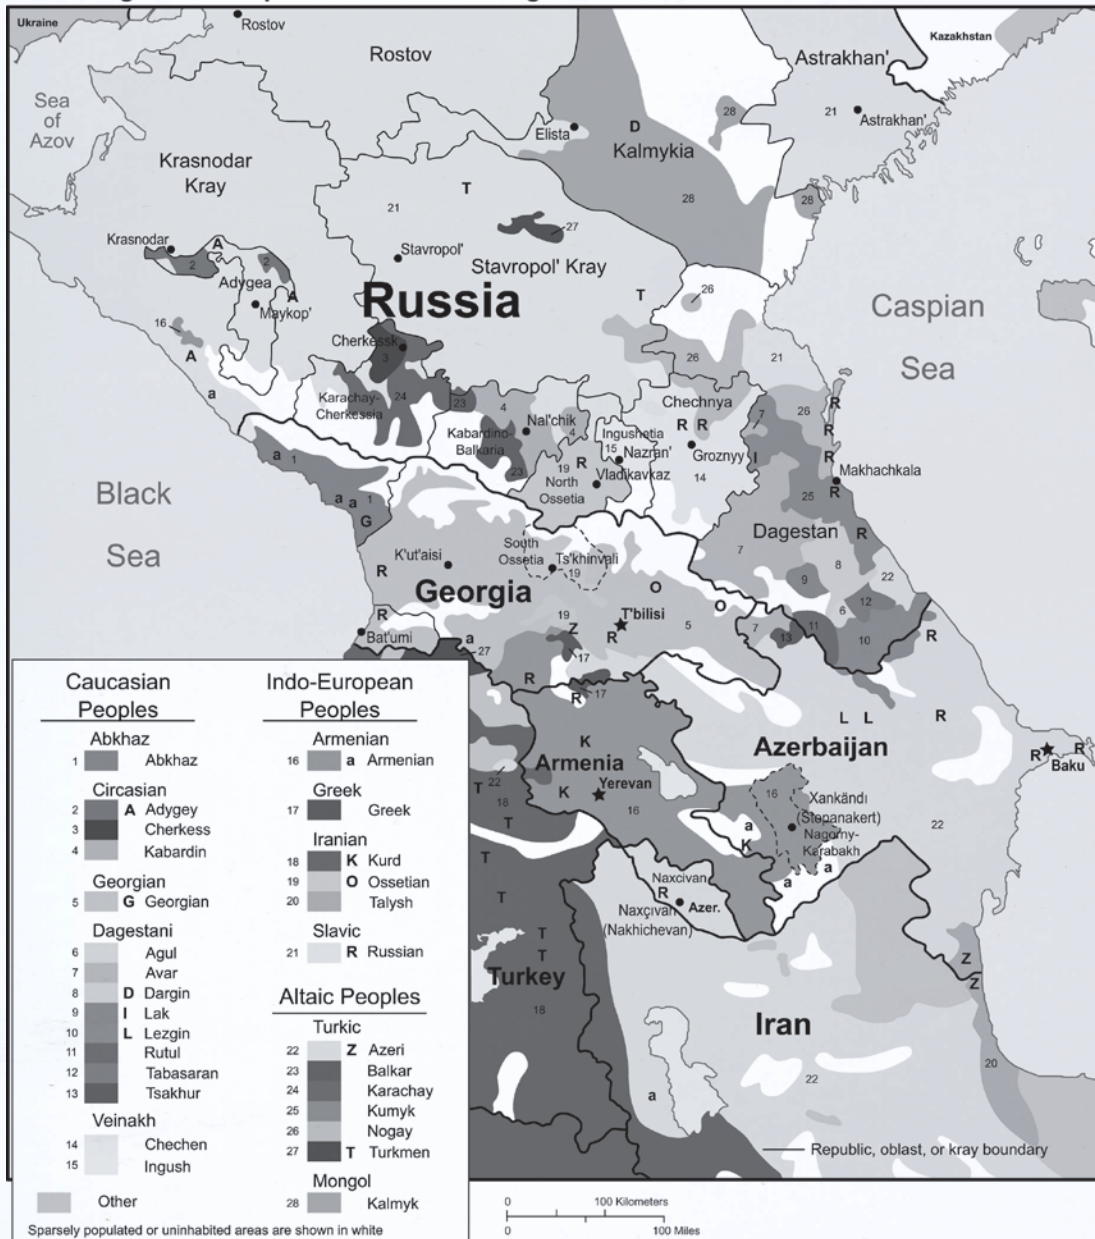 Ukraine
Rostov
Kazakhstan
Rostov
Astrakhan'
Sea
of
Azov
28
21
Astrakhan'
Elista
D
Kalmykia
Krasnodar
Kray
T
21
28
28
27
Krasnodar
A
2
2
Stavropol'
Stavropol' Kray
Adygea
A
Maykop'
Russia
T
26
Caspian
Sea
16
A
Cherkessk
3
26
21
a
Karachay-
Cherkessia
24
23
4
Nal'chik
4
Chechnya
R R
7
26
R
R
Kabardino-
Balkaria
Ingushetia
15
Nazran'
Groznyy
I
R
a 1
23
19
R
North
Ossetia
Vladikavkaz
14
Makhachkala
R
Black
Sea
a
a
1
G
25
Dagestan
R
K'ut'aisi
South
Ossetia
Ts'khinvali
19
7
8
R
Georgia
O
9
22
R
19
T'bilisi
O
12
6
Bat'umi
a
Z
R
5
7
13
11
10
R
27
17
R
17
R
L L
R
K
Armenia
Azerbaijan
R
R
Baku
22
18
T
T
K
Yerevan
16
16
Xankändı
(Stepanakert)
Nagorny-
Karabakh
22
a
K
a
a
T
Naxcivan
R
Azer.
Naxçıvan
(Nakhichevan)
T
T
T
Turkey
18
Z
Z
Iran
20
22
a
Republic, oblast, or kray boundary
0 100 Kilometers
0 100 Miles
Caucasian
Peoples
Abkhaz
1 Abkhaz
Circasian
2 A Adygey
3 Cherkess
4 Kabardin
Georgian
5 G Georgian
Dagestani
6 Agul
7 Avar
8 D Dargin
9 I Lak
10 L Lezgin
11 Rutul
12 Tabasaran
13 Tsakhur
Veinakh
14 Chechen
15 Ingush
Other
Sparsely populated or uninhabited areas are shown in white
Indo-European
Peoples
Armenian
16 a Armenian
Greek
17 Greek
Iranian
18 K Kurd
19 O Ossetian
20 Talysh
Slavic
21 R Russian
Altaic Peoples
Turkic
22 Z Azeri
23 Balkar
24 Karachay
25 Kumyk
26 Nogay
27 T Turkmen
Mongol
28 Kalmyk